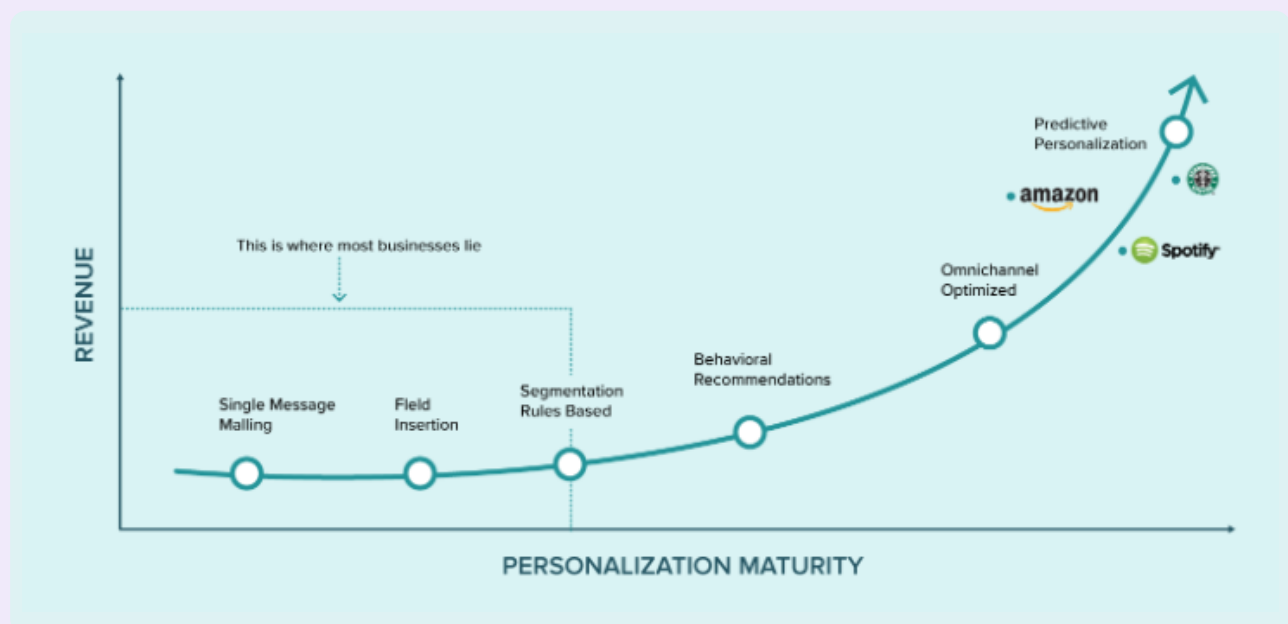 Predictive
Personalization
amazon
Spotify
This is where most businesses lie
Omnichannel
Optimized
REVENUE
Behavioral
Recommendations
Segmentation
Rules Based
Single Message
Mailing
Field
Insertion
PERSONALIZATION MATURITY